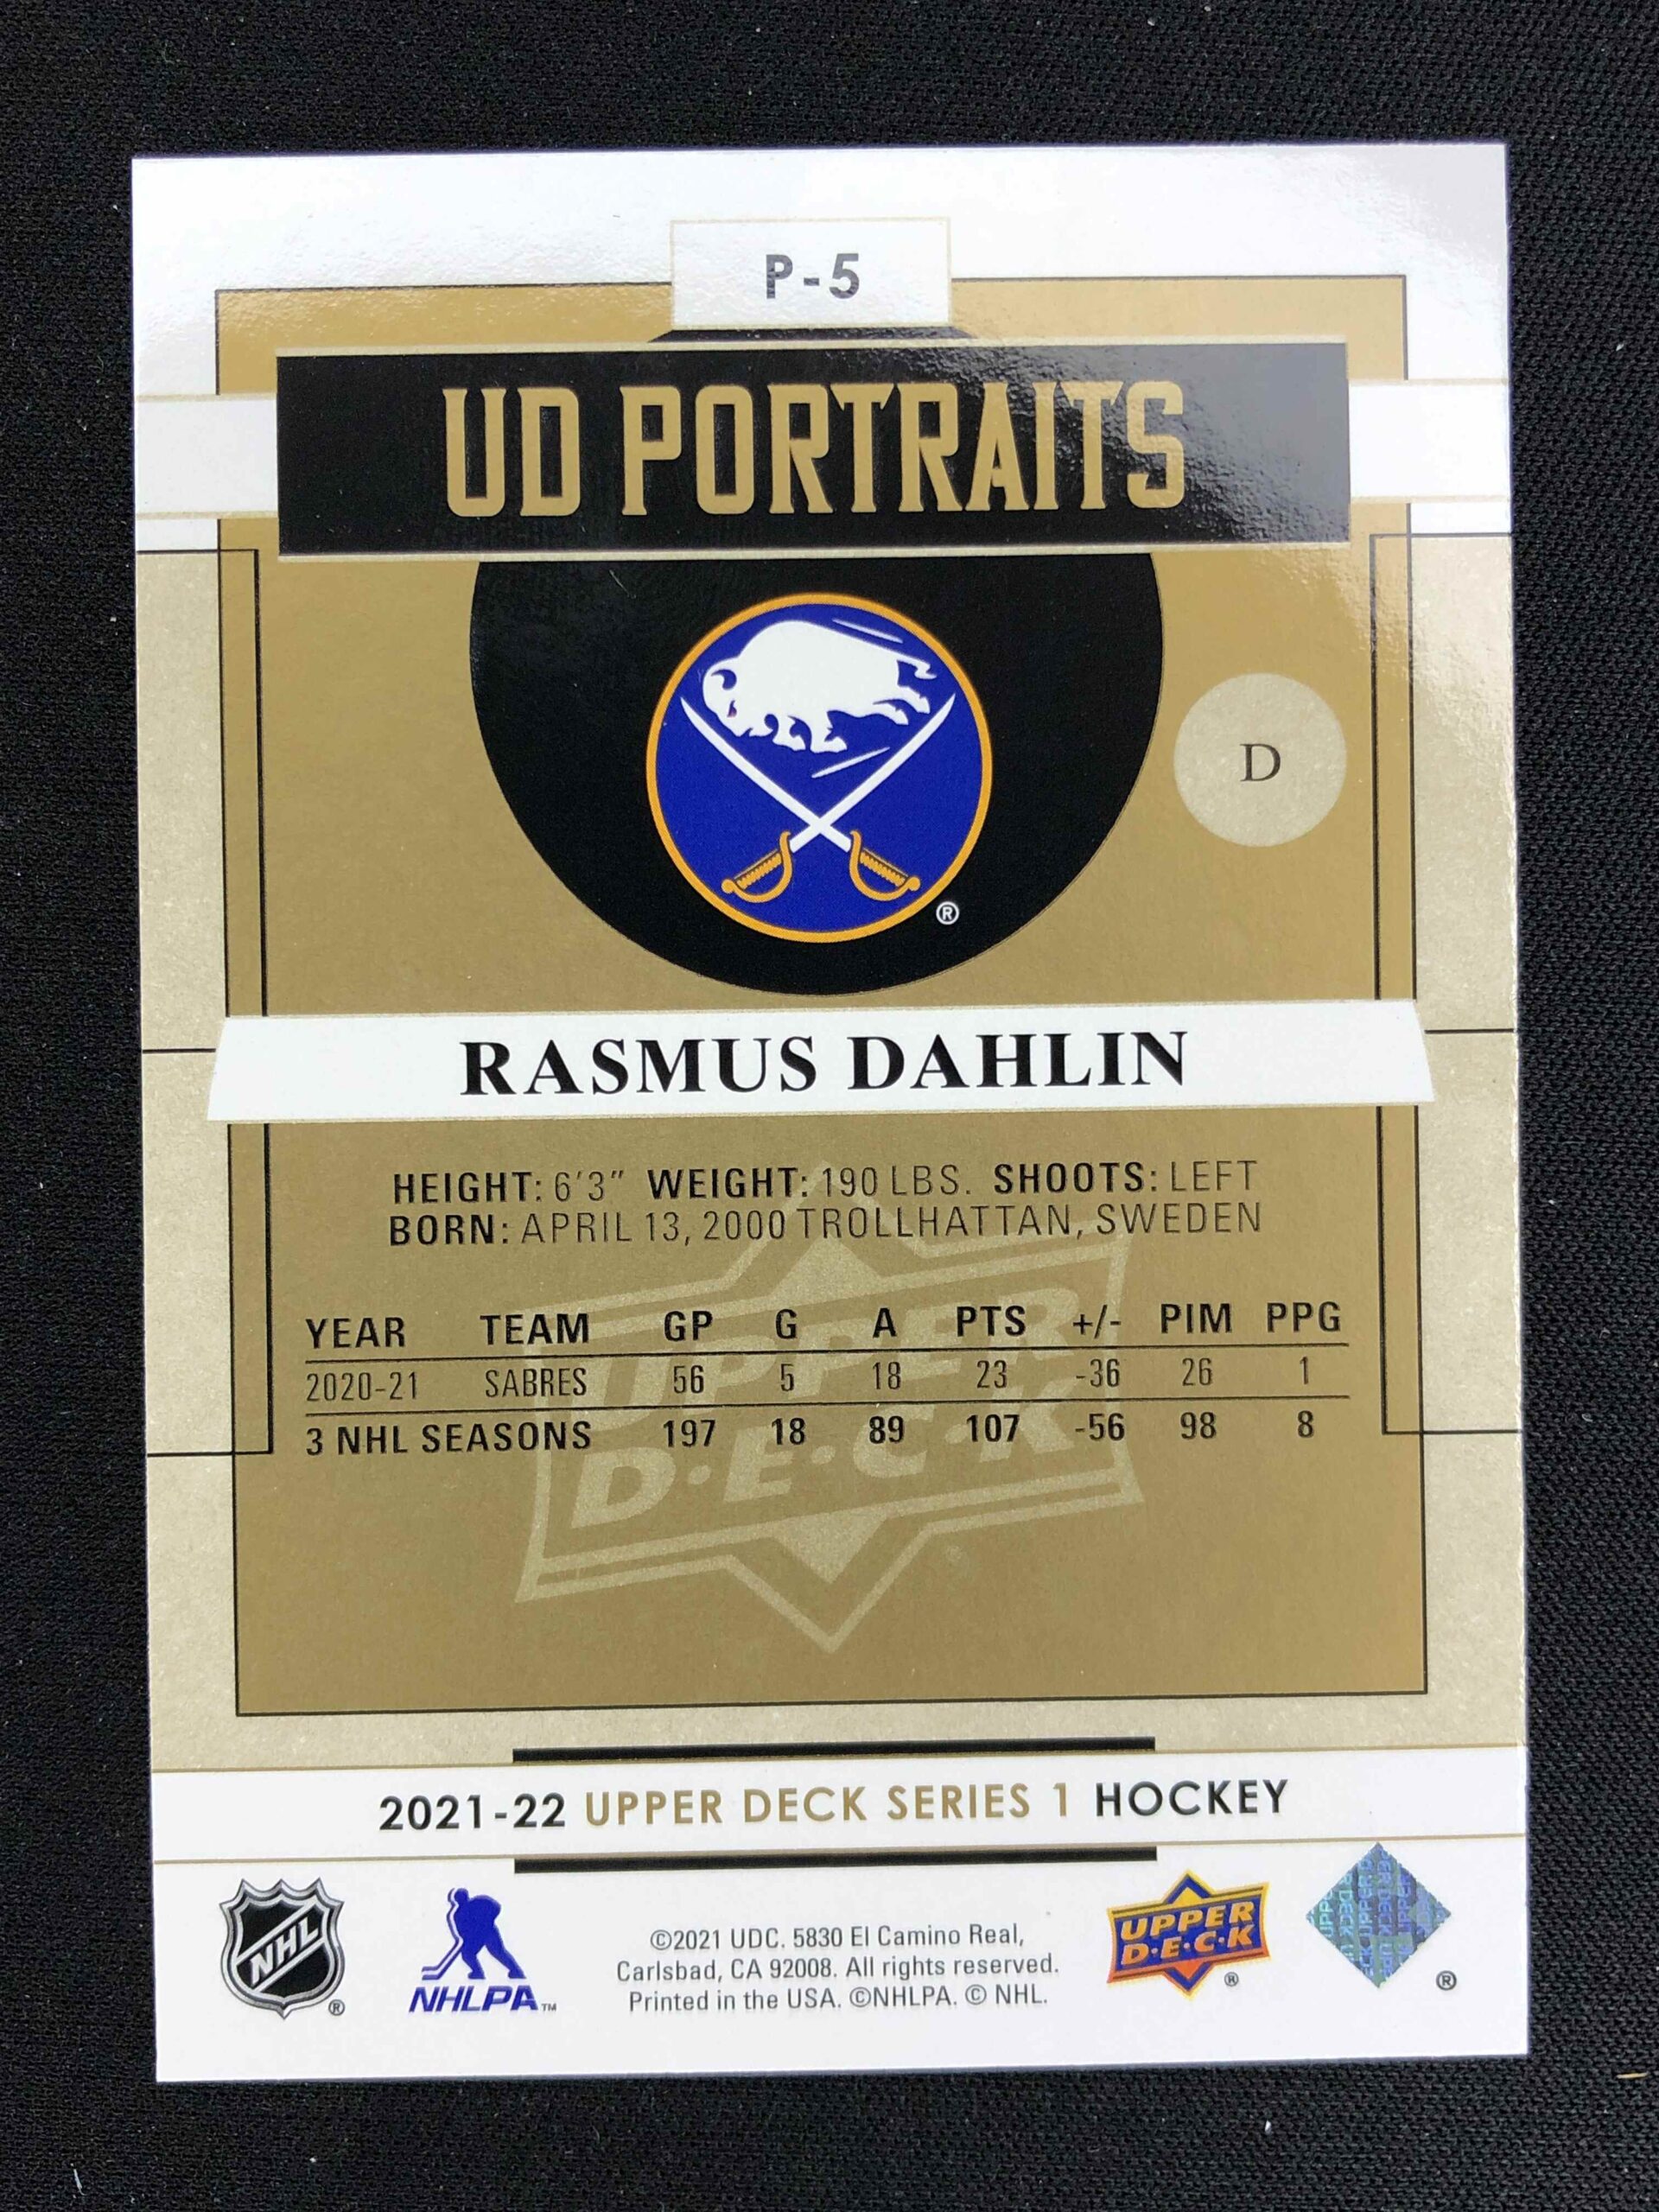 P-5
UD PORTRAITS
®
D
RASMUS DAHLIN
HEIGHT: 6'3" WEIGHT: 190 LBS. SHOOTS: LEFT
BORN: APRIL 13, 2000 TROLLHATTAN, SWEDEN
YEAR TEAM GP G A PTS +/- PIM PPG
2020-21 SABRES 56 5 18 23 -36 26 1
3 NHL SEASONS 197 18 89 107 -56 98 8
UPPER
D·E·C·K
2021-22 UPPER DECK SERIES 1 HOCKEY
NHL ®
NHLPA ™
©2021 UDC. 5830 El Camino Real,
Carlsbad, CA 92008. All rights reserved.
Printed in the USA. ©NHLPA. © NHL.
UPPER
D·E·C·K ®
®